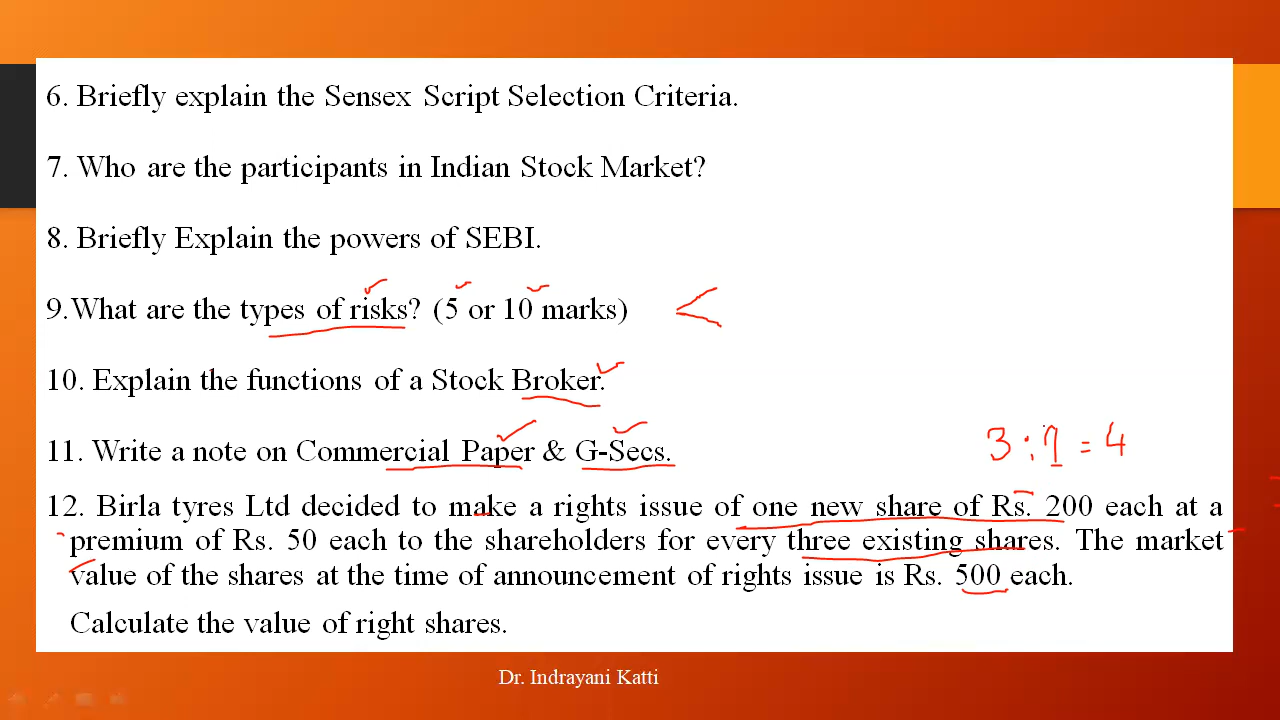 6. Briefly explain the Sensex Script Selection Criteria.
7. Who are the participants in Indian Stock Market?
8. Briefly Explain the powers of SEBI.
9.What are the types of risks? (5 or 10 marks)
10. Explain the functions of a Stock Broker.
11. Write a note on Commercial Paper & G-Secs.
3 : 1 = 4
12. Birla tyres Ltd decided to make a rights issue of one new share of Rs. 200 each at a
premium of Rs. 50 each to the shareholders for every three existing shares. The market
value of the shares at the time of announcement of rights issue is Rs. 500 each.
Calculate the value of right shares.
Dr. Indrayani Katti